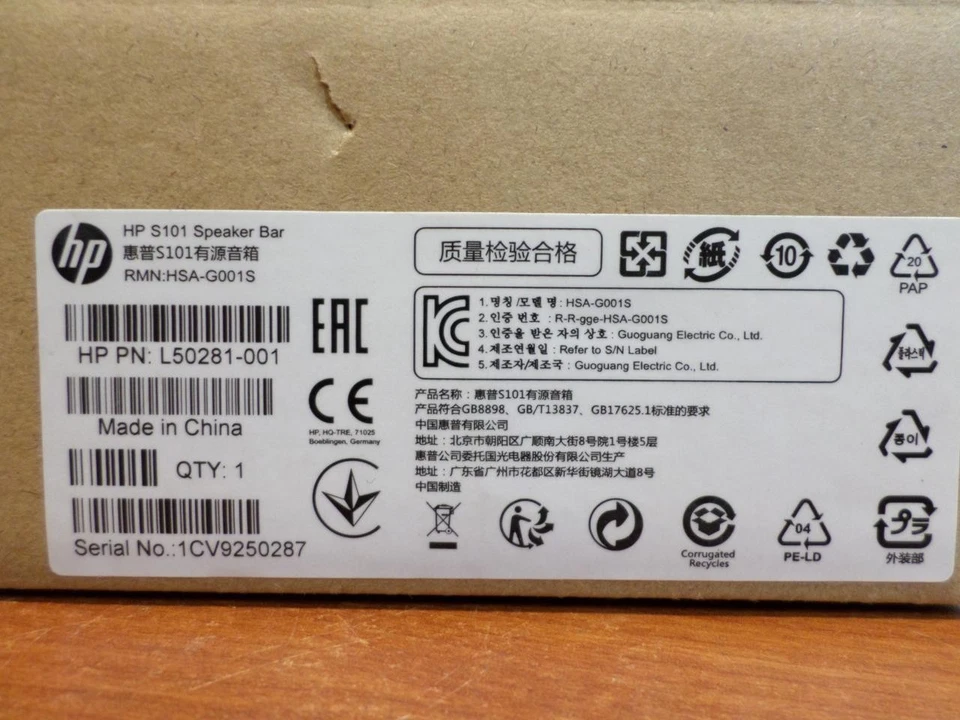 hp
HP S101 Speaker Bar
惠普S101有源音箱
RMN:HSA-G001S
HP PN: L50281-001
Made in China
QTY: 1
Serial No.:1CV9250287
EAC
CE
HP, HQ-TRE, 71025
Boeblingen, Germany
质量检验合格
紙
10
20
PAP
KC
1.명칭 /모델 명 : HSA-G001S
2.인증 번호 : R-R-gge-HSA-G001S
3.인증을 받은 자의 상호 : Guoguang Electric Co., Ltd.
4.제조연월일 : Refer to S/N Label
5.제조자/제조국 : Guoguang Electric Co., Ltd.
플라스틱
产品名称：惠普S101有源音箱
产品符合GB8898、GB/T13837、GB17625.1标准的要求
中国惠普有限公司
地址：北京市朝阳区广顺南大街8号院1号楼5层
惠普公司委托国光电器股份有限公司生产
地址：广东省广州市花都区新华街镜湖大道8号
中国制造
종이
Corrugated
Recycles
04
PE-LD
プラ
外装部